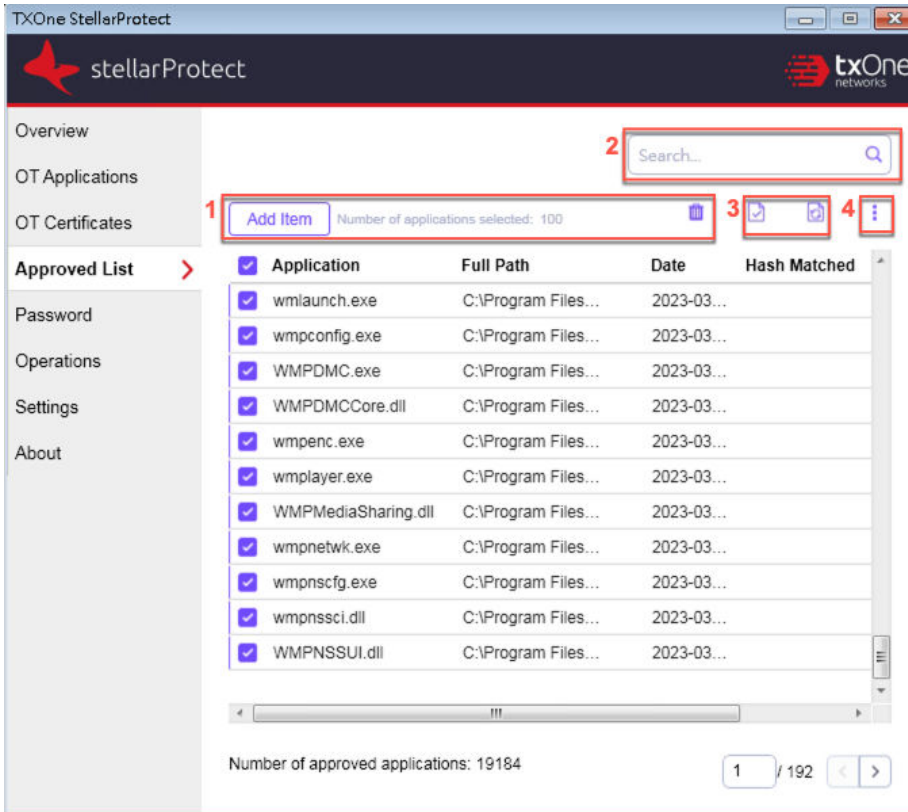 TXOne StellarProtect
stellarProtect
txOne
networks
Overview
OT Applications
OT Certificates
Approved List
Password
Operations
Settings
About
2
Search...
1
Add Item
Number of applications selected: 100
3
4
Application Full Path Date Hash Matched
wmlaunch.exe C:\Program Files... 2023-03...
wmpconfig.exe C:\Program Files... 2023-03...
WMPDMC.exe C:\Program Files... 2023-03...
WMPDMCCore.dll C:\Program Files... 2023-03...
wmpenc.exe C:\Program Files... 2023-03...
wmplayer.exe C:\Program Files... 2023-03...
WMPMediaSharing.dll C:\Program Files... 2023-03...
wmpnetwk.exe C:\Program Files... 2023-03...
wmpnscfg.exe C:\Program Files... 2023-03...
wmpnssci.dll C:\Program Files... 2023-03...
WMPNSSUI.dll C:\Program Files... 2023-03...
Number of approved applications: 19184
1 / 192